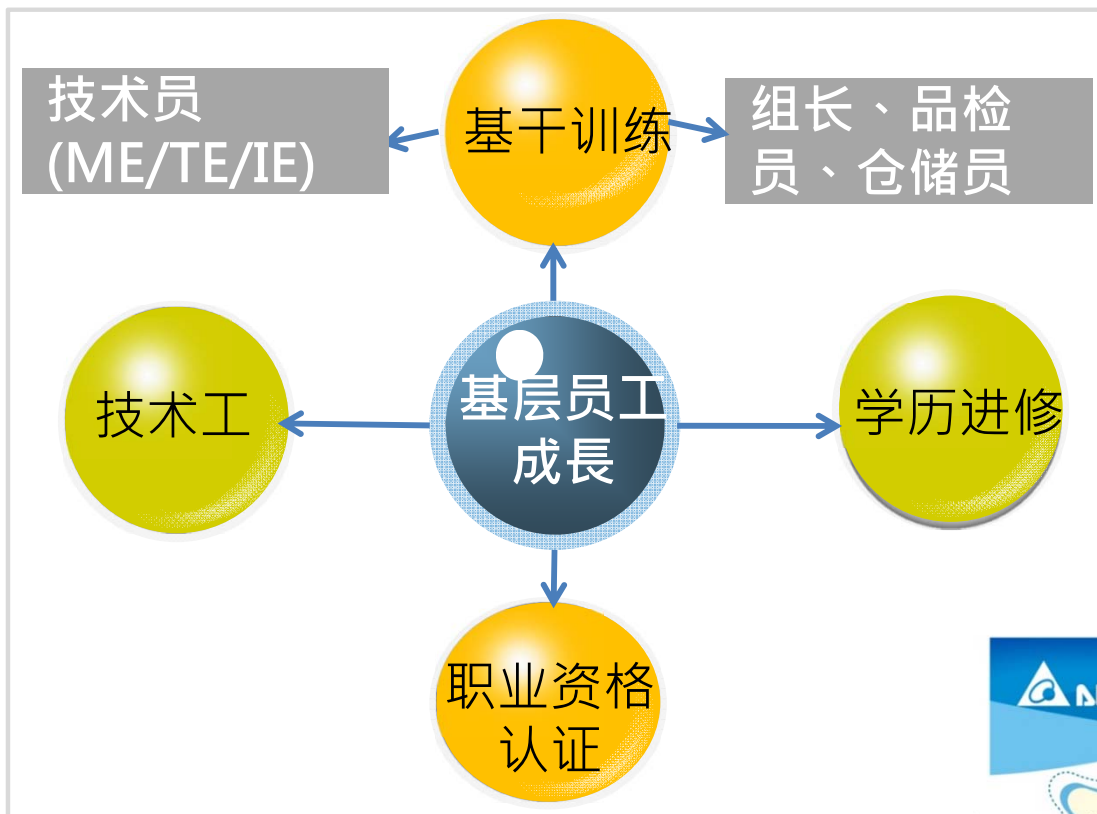 技术员
(ME/TE/IE)
基干训练
组长、品检
员、仓储员
技术工
基层员工
成長
学历进修
职业资格
认证